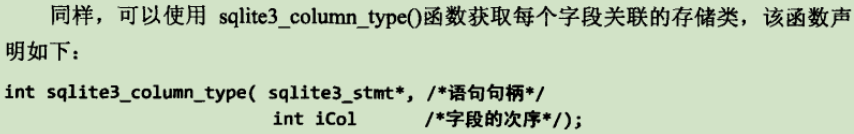 同样，可以使用 sqlite3_column_type()函数获取每个字段关联的存储类，该函数声
明如下：
int sqlite3_column_type( sqlite3_stmt*, /*语句句柄*/
int iCol /*字段的次序*/);